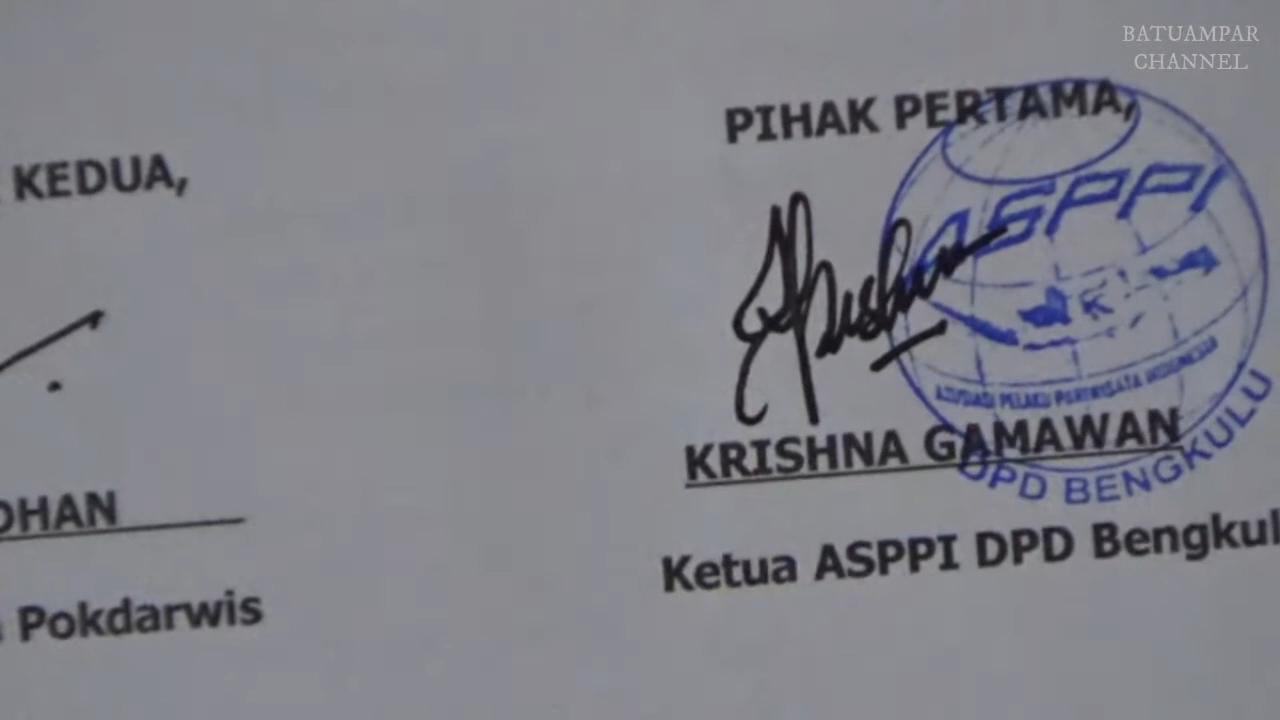 BATUAMPAR
CHANNEL
KEDUA,
OHAN
Pokdarwis
PIHAK PERTAMA,
ASPPI
ASOSIASI PELAKU PARIWISATA INDONESIA
DPD BENGKULU
KRISHNA GAMAWAN
Ketua ASPPI DPD Bengkul